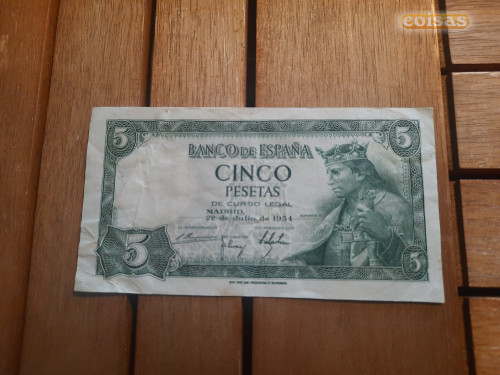 coisas
5 5
BANCO DE ESPAÑA
CINCO
PESETAS
DE CURSO LEGAL
MADRID,
22 de Julio de 1954
5 5